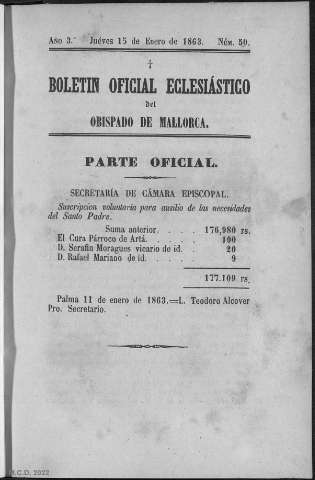 Año 3.º Juéves 15 de Enero de 1863. Núm. 50.
†
BOLETIN OFICIAL ECLESIÁSTICO
Del
OBISPADO DE MALLORCA.
PARTE OFICIAL.
SECRETARÍA DE CÁMARA EPISCOPAL.
Suscripcion voluntaria para auxilio de las necesidades
del Santo Padre.
Suma anterior. . . . . 176,980 rs.
El Cura Párroco de Artá. . . . . . 100
D. Serafin Moragues vicario de id. . . . 20
D. Rafael Mariano de id. . . . . . 9
177.109 rs.
Palma 11 de enero de 1863.=L. Teodoro Alcover
Pro. Secretario.
M.C.D. 2022